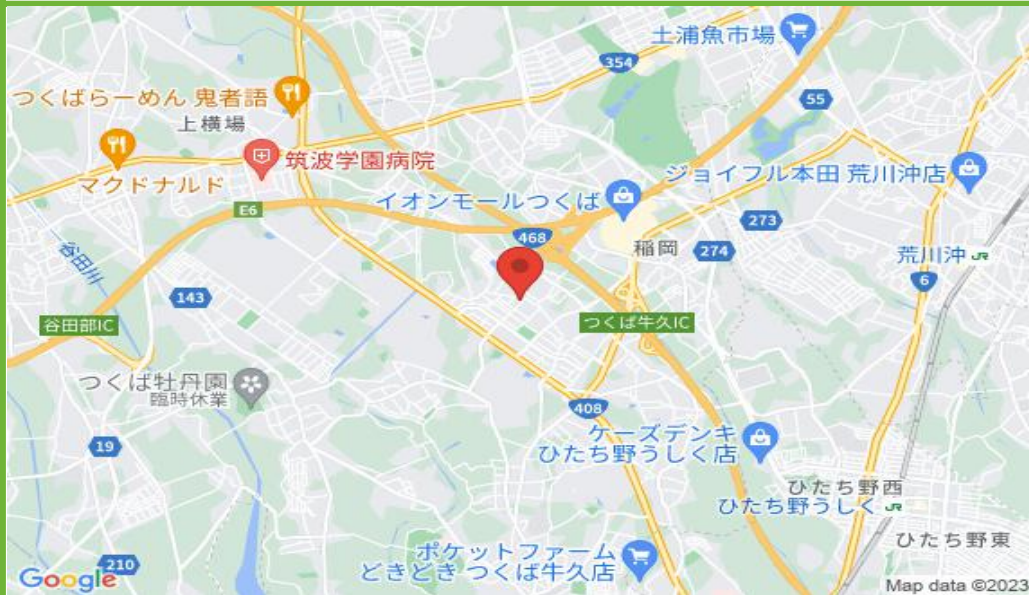 土浦魚市場
354
つくばらーめん 鬼者語
55
上横場
筑波学園病院
マクドナルド
ジョイフル本田 荒川沖店
イオンモールつくば
E6
273
468
稲岡
274
谷田川
荒川沖 JR
6
143
谷田部IC
つくば牛久IC
つくば牡丹園
臨時休業
408
19
ケーズデンキ
ひたち野うしく店
ひたち野西
ひたち野うしく JR
ひたち野東
ポケットファーム
どきどき つくば牛久店
210
Google
Map data ©2023